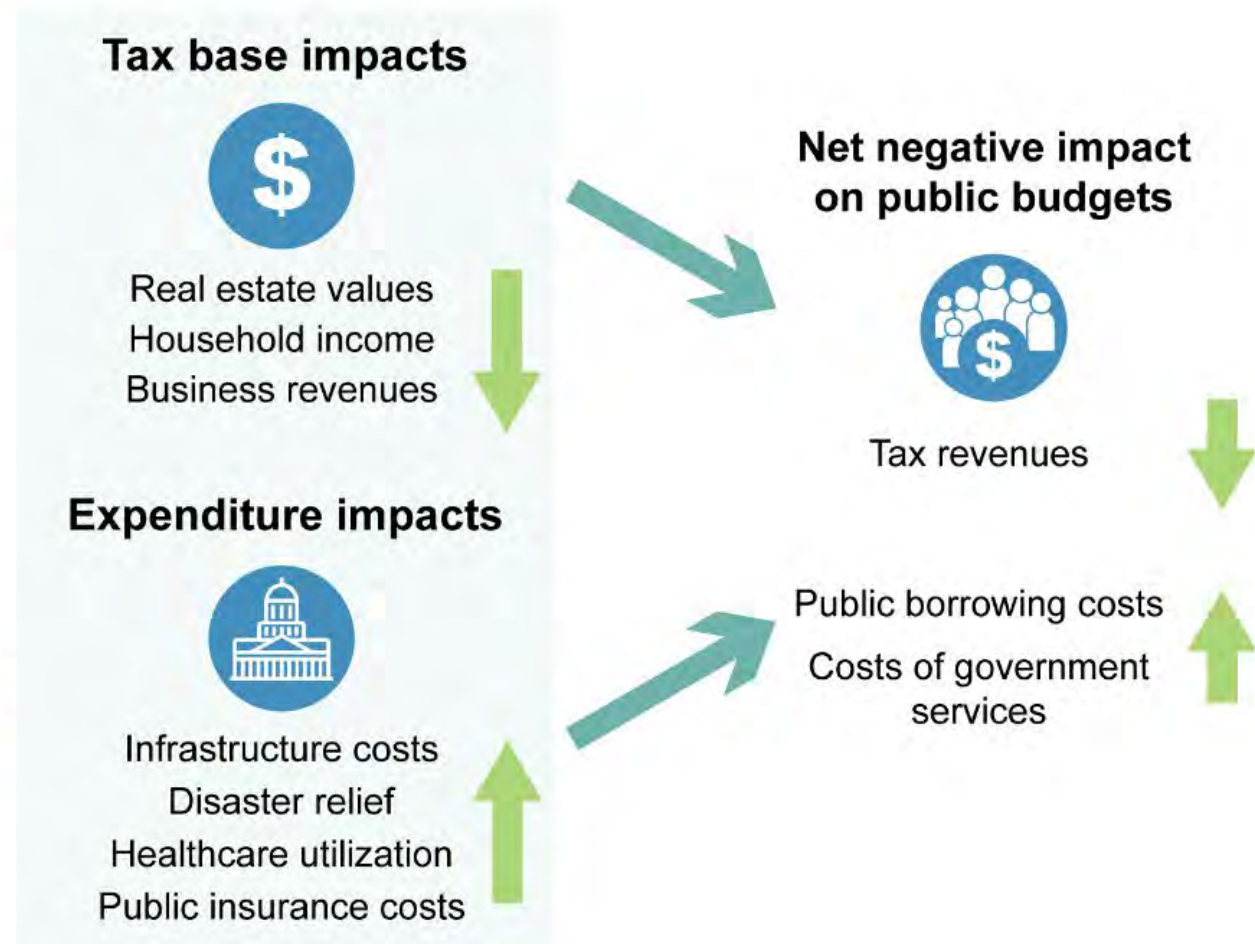 Tax base impacts
$
Real estate values
Household income
Business revenues
Expenditure impacts
Infrastructure costs
Disaster relief
Healthcare utilization
Public insurance costs
Net negative impact
on public budgets
$
Tax revenues
Public borrowing costs
Costs of government
services